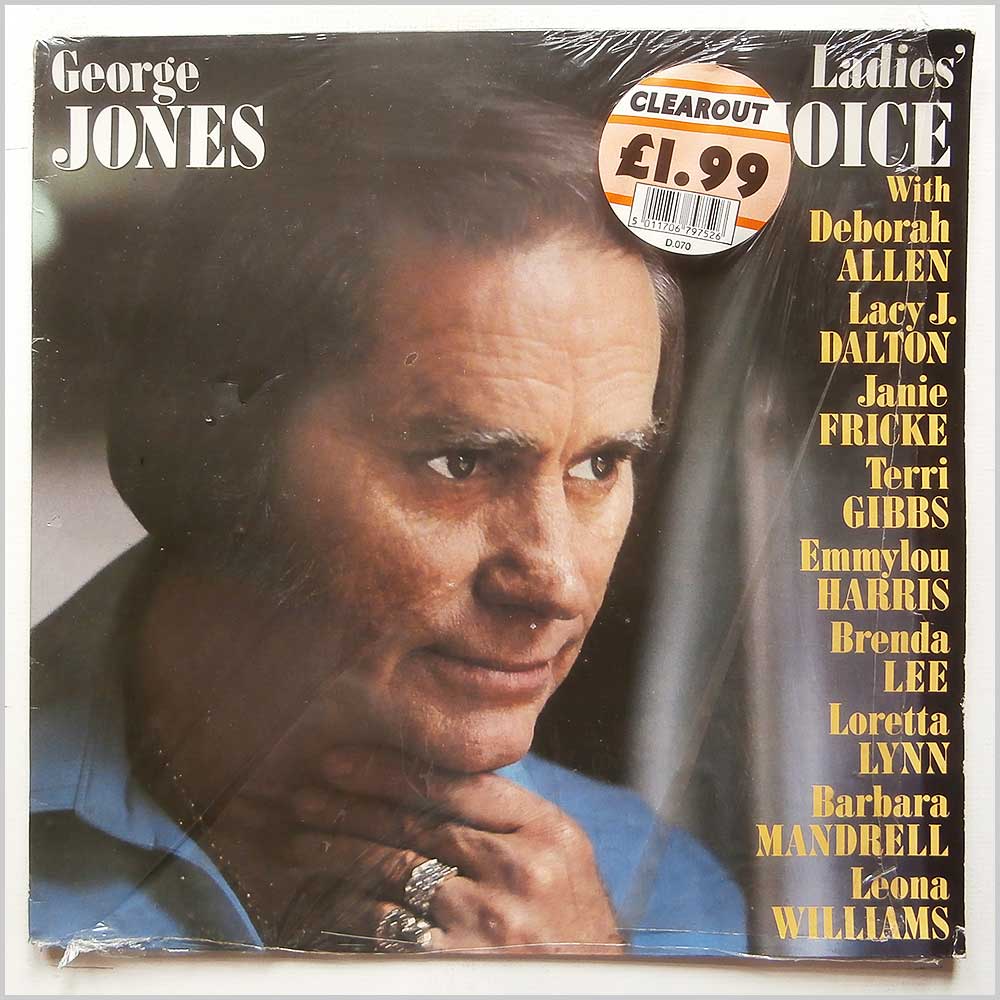 George
JONES
Ladies'
OICE
CLEAROUT
£1.99
5 011706 797526
D.070
With
Deborah
ALLEN
Lacy J.
DALTON
Janie
FRICKE
Terri
GIBBS
Emmylou
HARRIS
Brenda
LEE
Loretta
LYNN
Barbara
MANDRELL
Leona
WILLIAMS